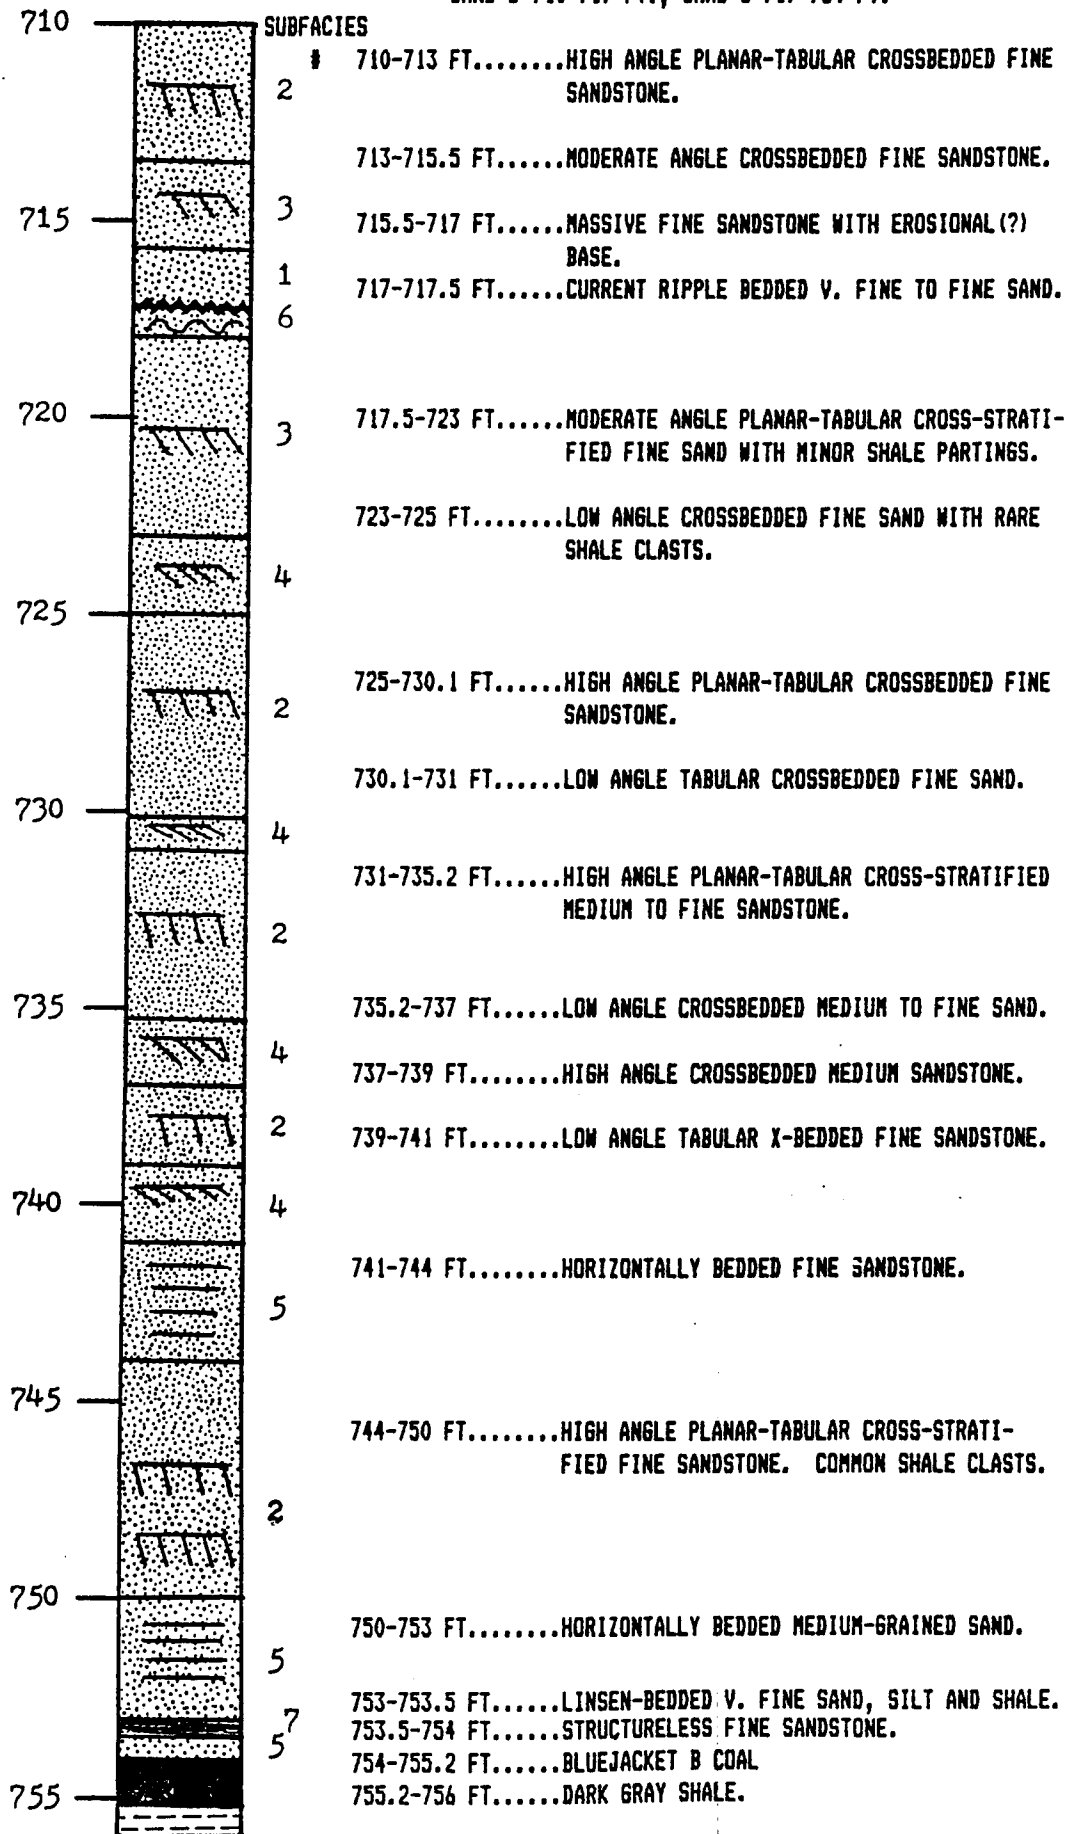 710
SUBFACIES
#
710-713 FT........HIGH ANGLE PLANAR-TABULAR CROSSBEDDED FINE
SANDSTONE.
2
713-715.5 FT......MODERATE ANGLE CROSSBEDDED FINE SANDSTONE.
3
715
715.5-717 FT......MASSIVE FINE SANDSTONE WITH EROSIONAL(?)
BASE.
1
717-717.5 FT......CURRENT RIPPLE BEDDED V. FINE TO FINE SAND.
6
720
717.5-723 FT......MODERATE ANGLE PLANAR-TABULAR CROSS-STRATI-
FIED FINE SAND WITH MINOR SHALE PARTINGS.
3
723-725 FT........LOW ANGLE CROSSBEDDED FINE SAND WITH RARE
SHALE CLASTS.
4
725
725-730.1 FT......HIGH ANGLE PLANAR-TABULAR CROSSBEDDED FINE
SANDSTONE.
2
730.1-731 FT......LOW ANGLE TABULAR CROSSBEDDED FINE SAND.
730
4
731-735.2 FT......HIGH ANGLE PLANAR-TABULAR CROSS-STRATIFIED
MEDIUM TO FINE SANDSTONE.
2
735
735.2-737 FT......LOW ANGLE CROSSBEDDED MEDIUM TO FINE SAND.
4
737-739 FT........HIGH ANGLE CROSSBEDDED MEDIUM SANDSTONE.
2
739-741 FT........LOW ANGLE TABULAR X-BEDDED FINE SANDSTONE.
740
4
741-744 FT........HORIZONTALLY BEDDED FINE SANDSTONE.
5
745
744-750 FT........HIGH ANGLE PLANAR-TABULAR CROSS-STRATI-
FIED FINE SANDSTONE. COMMON SHALE CLASTS.
2
750
750-753 FT........HORIZONTALLY BEDDED MEDIUM-GRAINED SAND.
5
753-753.5 FT......LINSEN-BEDDED V. FINE SAND, SILT AND SHALE.
7
753.5-754 FT......STRUCTURELESS FINE SANDSTONE.
5
754-755.2 FT......BLUEJACKET B COAL
755
755.2-756 FT......DARK GRAY SHALE.